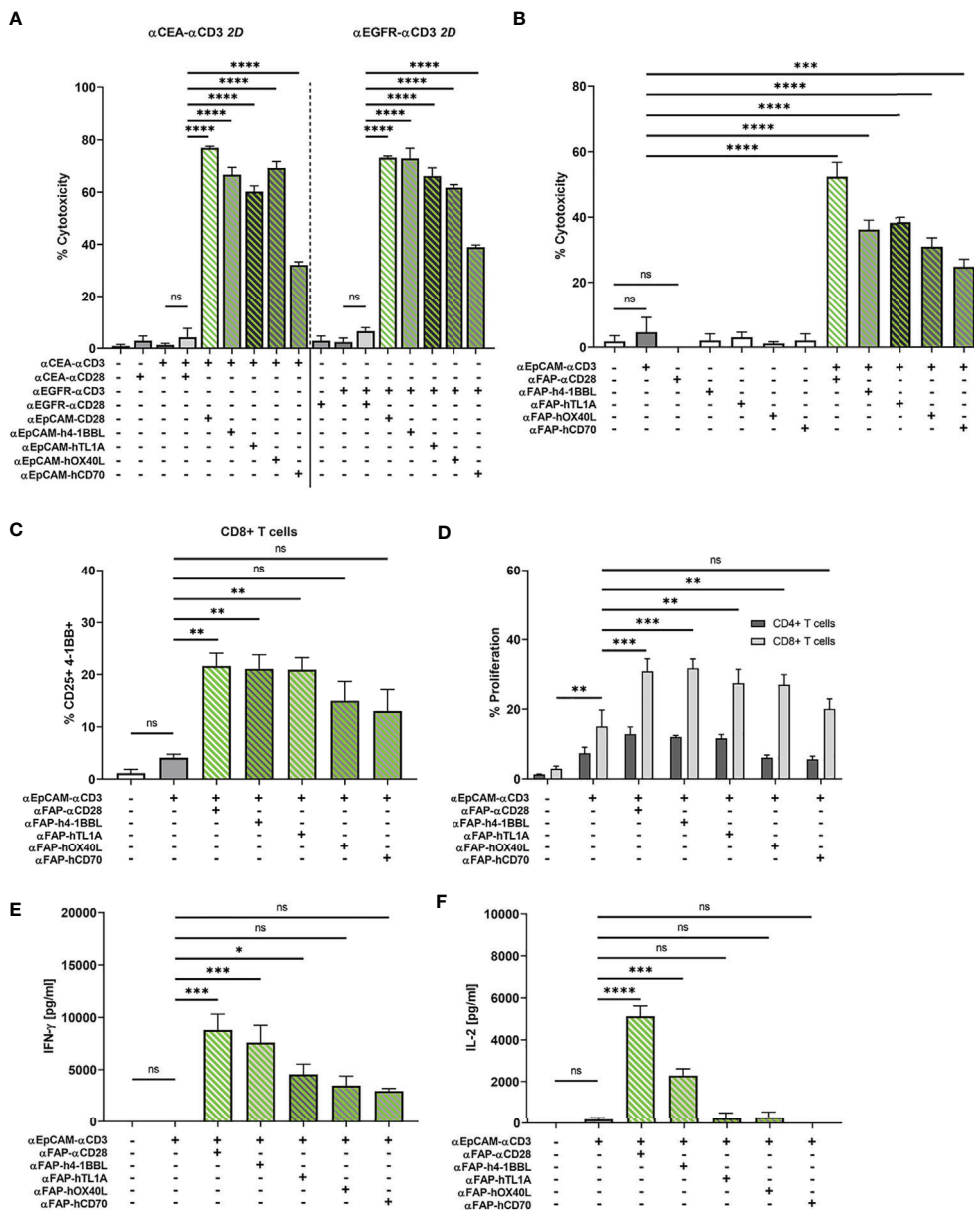 A
αCEA-αCD3 2D
αEGFR-αCD3 2D
****
****
****
****
****
****
****
****
****
****
ns
ns
% Cytotoxicity
100
80
60
40
20
0
αCEA-αCD3 - - + + + + + + +
αCEA-αCD28 - + - + - - - - -
αEGFR-αCD3 - + + + + + + +
αEGFR-αCD28 + - + - - - - -
αEpCAM-CD28 - - - - + - - - - - - - + - - - -
αEpCAM-h4-1BBL - - - - - + - - - - - - - + - - -
αEpCAM-hTL1A - - - - - - + - - - - - - - + - -
αEpCAM-hOX40L - - - - - - - + - - - - - - - + -
αEpCAM-hCD70 - - - - - - - - + - - - - - - - +
B
***
****
****
****
****
ns
ns
% Cytotoxicity
80
60
40
20
0
αEpCAM-αCD3 - + - - - - - + + + + +
αFAP-αCD28 - - + - - - - + - - - -
αFAP-h4-1BBL - - - + - - - - + - - -
αFAP-hTL1A - - - - + - - - - + - -
αFAP-hOX40L - - - - - + - - - - + -
αFAP-hCD70 - - - - - - + - - - - +
C
CD8+ T cells
ns
ns
**
**
**
ns
% CD25+ 4-1BB+
40
30
20
10
0
αEpCAM-αCD3 - + + + + + +
αFAP-αCD28 - - + - - - -
αFAP-h4-1BBL - - - + - - -
αFAP-hTL1A - - - - + - -
αFAP-hOX40L - - - - - + -
αFAP-hCD70 - - - - - - +
D
ns
**
**
***
***
**
CD4+ T cells
CD8+ T cells
% Proliferation
60
40
20
0
αEpCAM-αCD3 - + + + + + +
αFAP-αCD28 - - + - - - -
αFAP-h4-1BBL - - - + - - -
αFAP-hTL1A - - - - + - -
αFAP-hOX40L - - - - - + -
αFAP-hCD70 - - - - - - +
E
ns
ns
*
***
***
ns
IFN-γ [pg/ml]
20000
15000
10000
5000
0
αEpCAM-αCD3 - + + + + + +
αFAP-αCD28 - - + - - - -
αFAP-h4-1BBL - - - + - - -
αFAP-hTL1A - - - - + - -
αFAP-hOX40L - - - - - + -
αFAP-hCD70 - - - - - - +
F
ns
ns
ns
***
****
ns
IL-2 [pg/ml]
10000
8000
6000
4000
2000
0
αEpCAM-αCD3 - + + + + + +
αFAP-αCD28 - - + - - - -
αFAP-h4-1BBL - - - + - - -
αFAP-hTL1A - - - - + - -
αFAP-hOX40L - - - - - + -
αFAP-hCD70 - - - - - - +